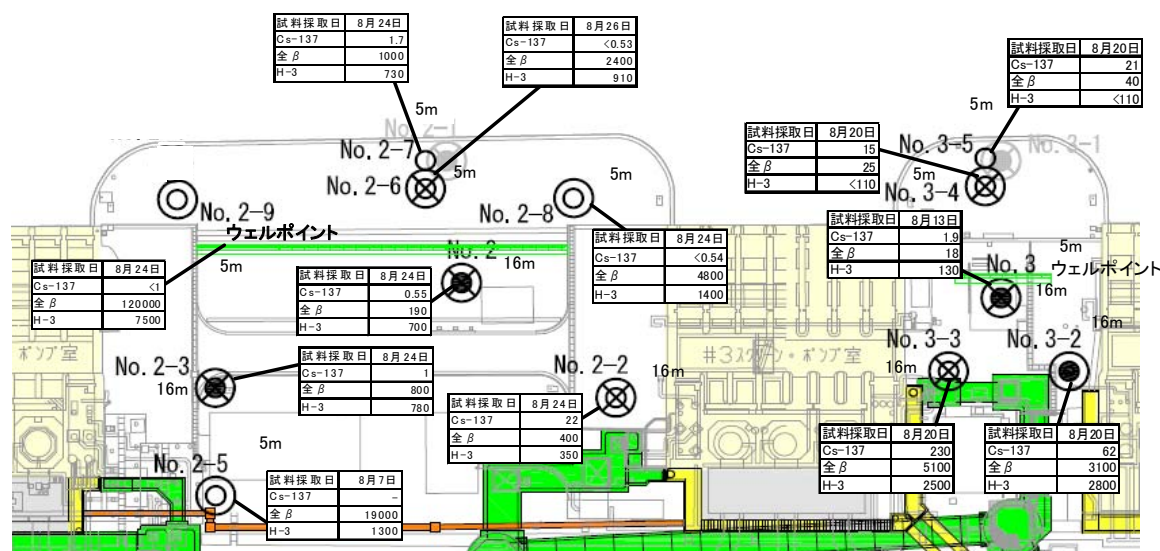 試料採取日 8月24日
Cs-137 1.7
全β 1000
H-3 730
試料採取日 8月26日
Cs-137 <0.53
全β 2400
H-3 910
試料採取日 8月20日
Cs-137 21
全β 40
H-3 <110
5m
5m
No. 2-7
No. 3-5
No. 3-1
試料採取日 8月20日
Cs-137 15
全β 25
H-3 <110
No. 2-6
5m
5m
5m
No. 3-4
No. 2-9
No. 2-8
ウェルポイント
試料採取日 8月13日
Cs-137 1.9
全β 18
H-3 130
試料採取日 8月24日
Cs-137 <0.54
全β 4800
H-3 1400
5m
No. 2
16m
5m
No. 3
ウェルポイント
16m
16m
試料採取日 8月24日
Cs-137 <1
全β 120000
H-3 7500
試料採取日 8月24日
Cs-137 0.55
全β 190
H-3 700
ポンプ室
No. 2-3
16m
試料採取日 8月24日
Cs-137 1
全β 800
H-3 780
No. 2-2
16m
#3スクリーン・ポンプ室
No. 3-3
16m
No. 3-2
試料採取日 8月24日
Cs-137 22
全β 400
H-3 350
5m
試料採取日 8月20日
Cs-137 230
全β 5100
H-3 2500
試料採取日 8月20日
Cs-137 62
全β 3100
H-3 2800
No. 2-5
試料採取日 8月7日
Cs-137 -
全β 19000
H-3 1300